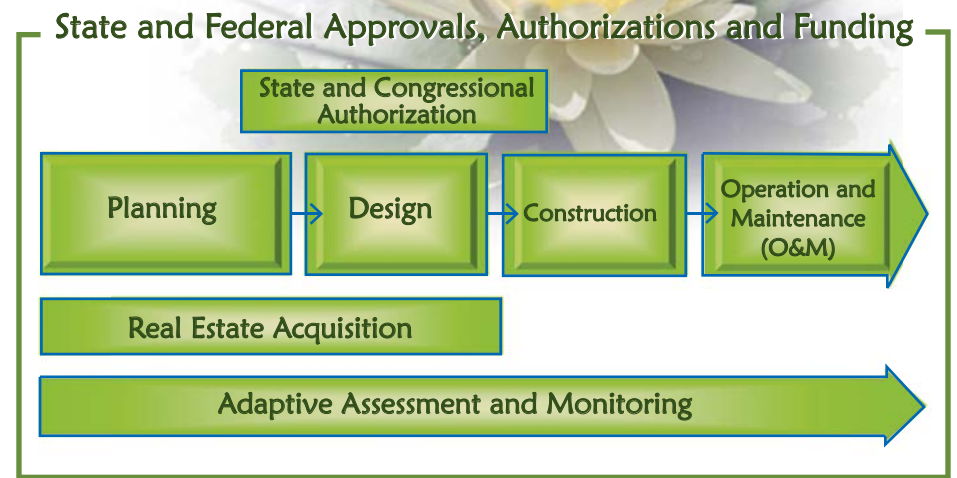 State and Federal Approvals, Authorizations and Funding
State and Congressional
Authorization
Planning
Design
Construction
Operation and
Maintenance
(O&M)
Real Estate Acquisition
Adaptive Assessment and Monitoring